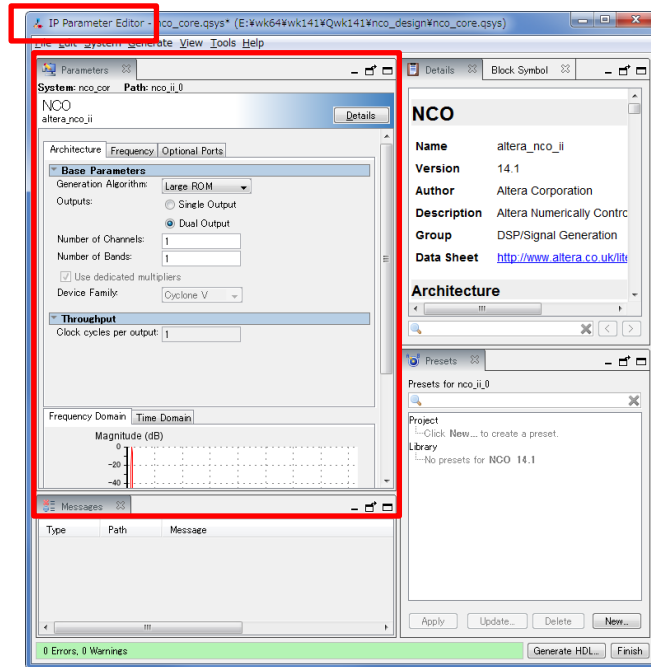 IP Parameter Editor - nco_core.qsys* (E:¥wk64¥wk141¥Qwk141¥nco_design¥nco_core.qsys)
File Edit System Generate View Tools Help
Parameters
System: nco_cor Path: nco_ii_0
NCO
altera_nco_ii
Details
Architecture Frequency Optional Ports
Base Parameters
Generation Algorithm: Large ROM
Outputs: Single Output
Dual Output
Number of Channels: 1
Number of Bands: 1
Use dedicated multipliers
Device Family: Cyclone V
Throughput
Clock cycles per output: 1
Frequency Domain Time Domain
Magnitude (dB)
0
-20
-40
Messages
Type Path Message
0 Errors, 0 Warnings
Details Block Symbol
NCO
Name altera_nco_ii
Version 14.1
Author Altera Corporation
Description Altera Numerically Contro
Group DSP/Signal Generation
Data Sheet http://www.altera.co.uk/lite
Architecture
Presets
Presets for nco_ii_0
Project
Click New... to create a preset.
Library
No presets for NCO 14.1
Apply Update... Delete New...
Generate HDL... Finish